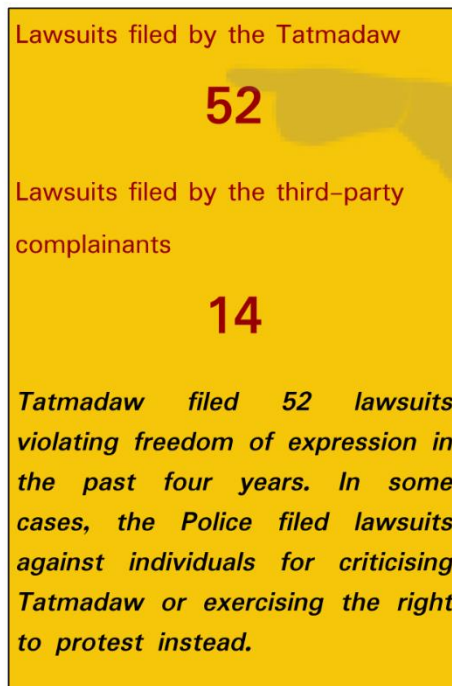 Lawsuits filed by the Tatmadaw
52
Lawsuits filed by the third-party
complainants
14
Tatmadaw filed 52 lawsuits
violating freedom of expression in
the past four years. In some
cases, the Police filed lawsuits
against individuals for criticising
Tatmadaw or exercising the right
to protest instead.